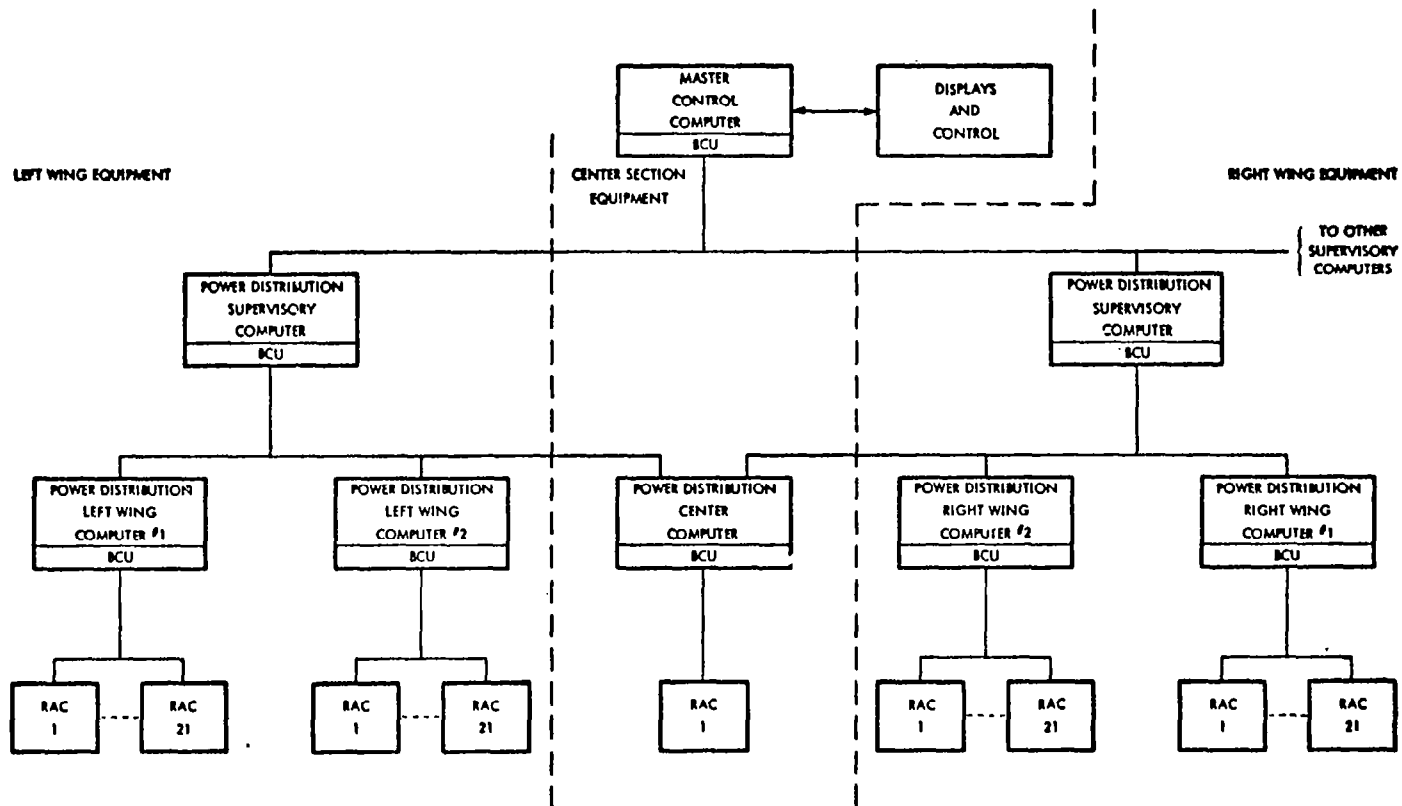 MASTER
CONTROL
COMPUTER
BCU
DISPLAYS
AND
CONTROL
LEFT WING EQUIPMENT
CENTER SECTION
EQUIPMENT
RIGHT WING EQUIPMENT
TO OTHER
SUPERVISORY
COMPUTERS
POWER DISTRIBUTION
SUPERVISORY
COMPUTER
BCU
POWER DISTRIBUTION
SUPERVISORY
COMPUTER
BCU
POWER DISTRIBUTION
LEFT WING
COMPUTER #1
BCU
POWER DISTRIBUTION
LEFT WING
COMPUTER #2
BCU
POWER DISTRIBUTION
CENTER
COMPUTER
BCU
POWER DISTRIBUTION
RIGHT WING
COMPUTER #2
BCU
POWER DISTRIBUTION
RIGHT WING
COMPUTER #1
BCU
RAC
1
RAC
21
RAC
1
RAC
21
RAC
1
RAC
1
RAC
21
RAC
1
RAC
21